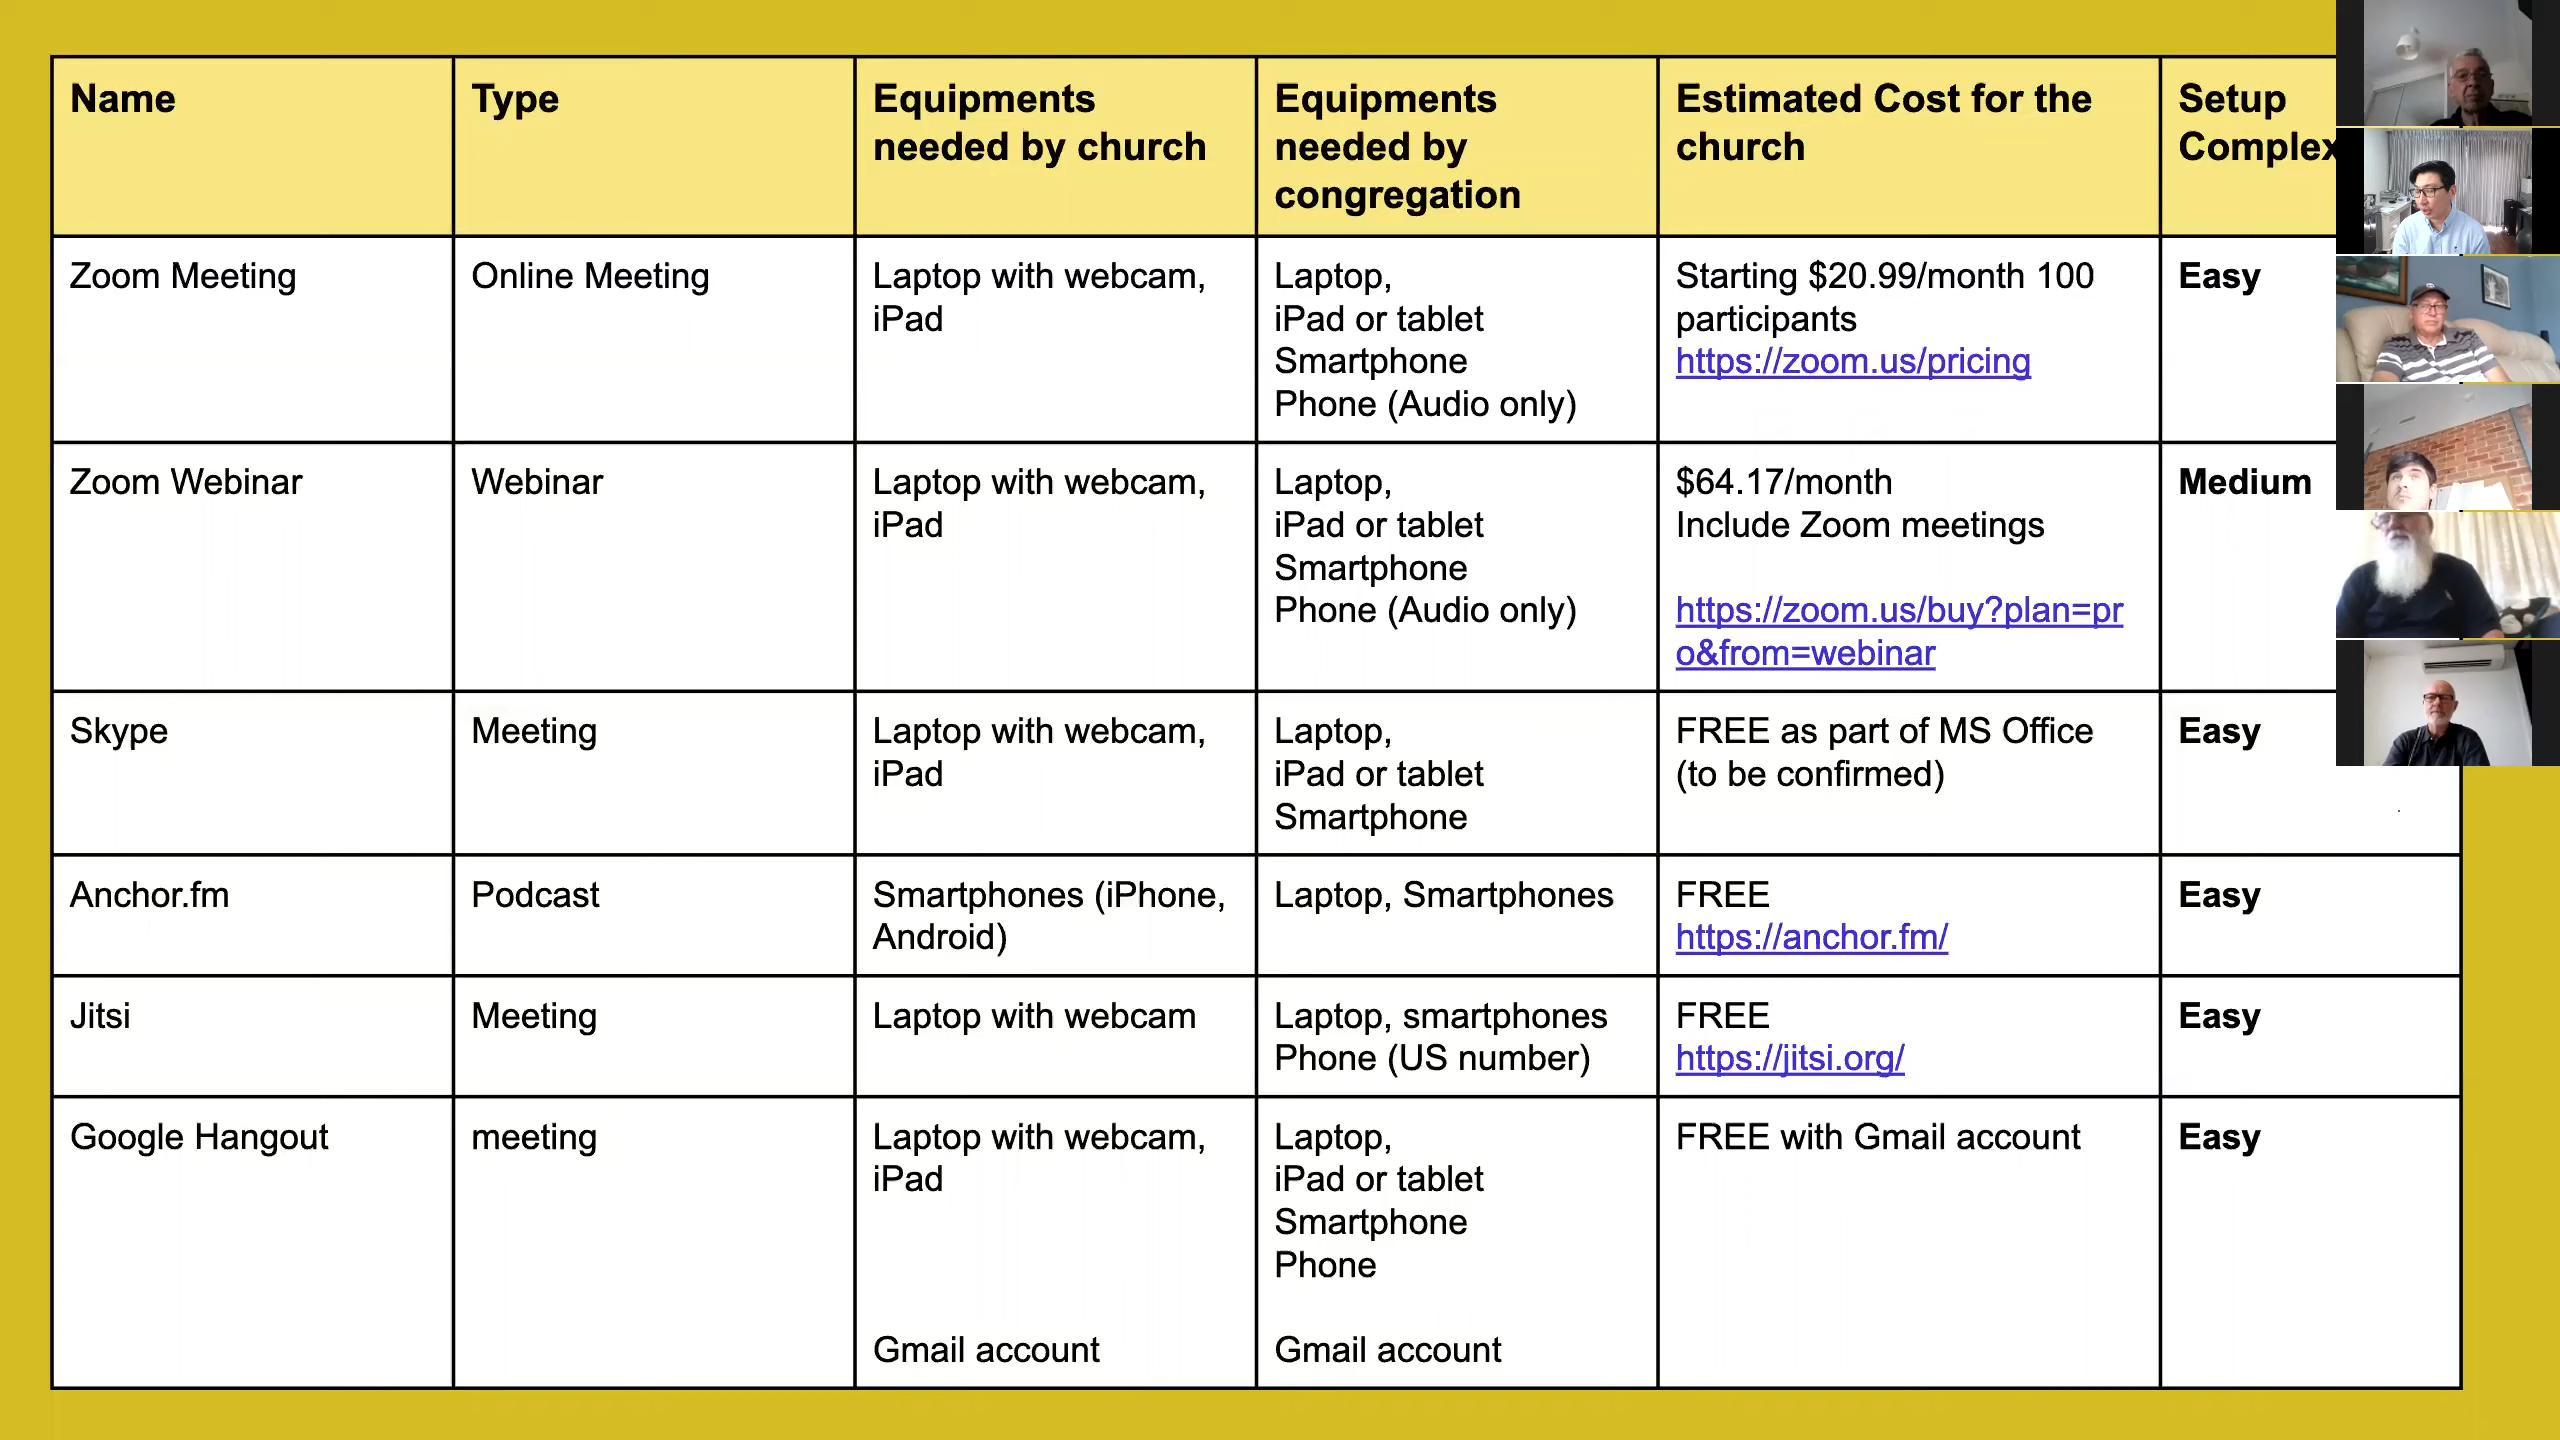 Name
Type
Equipments
needed by church
Equipments
needed by
congregation
Estimated Cost for the
church
Setup
Complex
Zoom Meeting
Online Meeting
Laptop with webcam,
iPad
Laptop,
iPad or tablet
Smartphone
Phone (Audio only)
Starting $20.99/month 100
participants
https://zoom.us/pricing
Easy
Zoom Webinar
Webinar
Laptop with webcam,
iPad
Laptop,
iPad or tablet
Smartphone
Phone (Audio only)
$64.17/month
Include Zoom meetings
https://zoom.us/buy?plan=pr
o&from=webinar
Medium
Skype
Meeting
Laptop with webcam,
iPad
Laptop,
iPad or tablet
Smartphone
FREE as part of MS Office
(to be confirmed)
Easy
Anchor.fm
Podcast
Smartphones (iPhone,
Android)
Laptop, Smartphones
FREE
https://anchor.fm/
Easy
Jitsi
Meeting
Laptop with webcam
Laptop, smartphones
Phone (US number)
FREE
https://jitsi.org/
Easy
Google Hangout
meeting
Laptop with webcam,
iPad
Gmail account
Laptop,
iPad or tablet
Smartphone
Phone
Gmail account
FREE with Gmail account
Easy